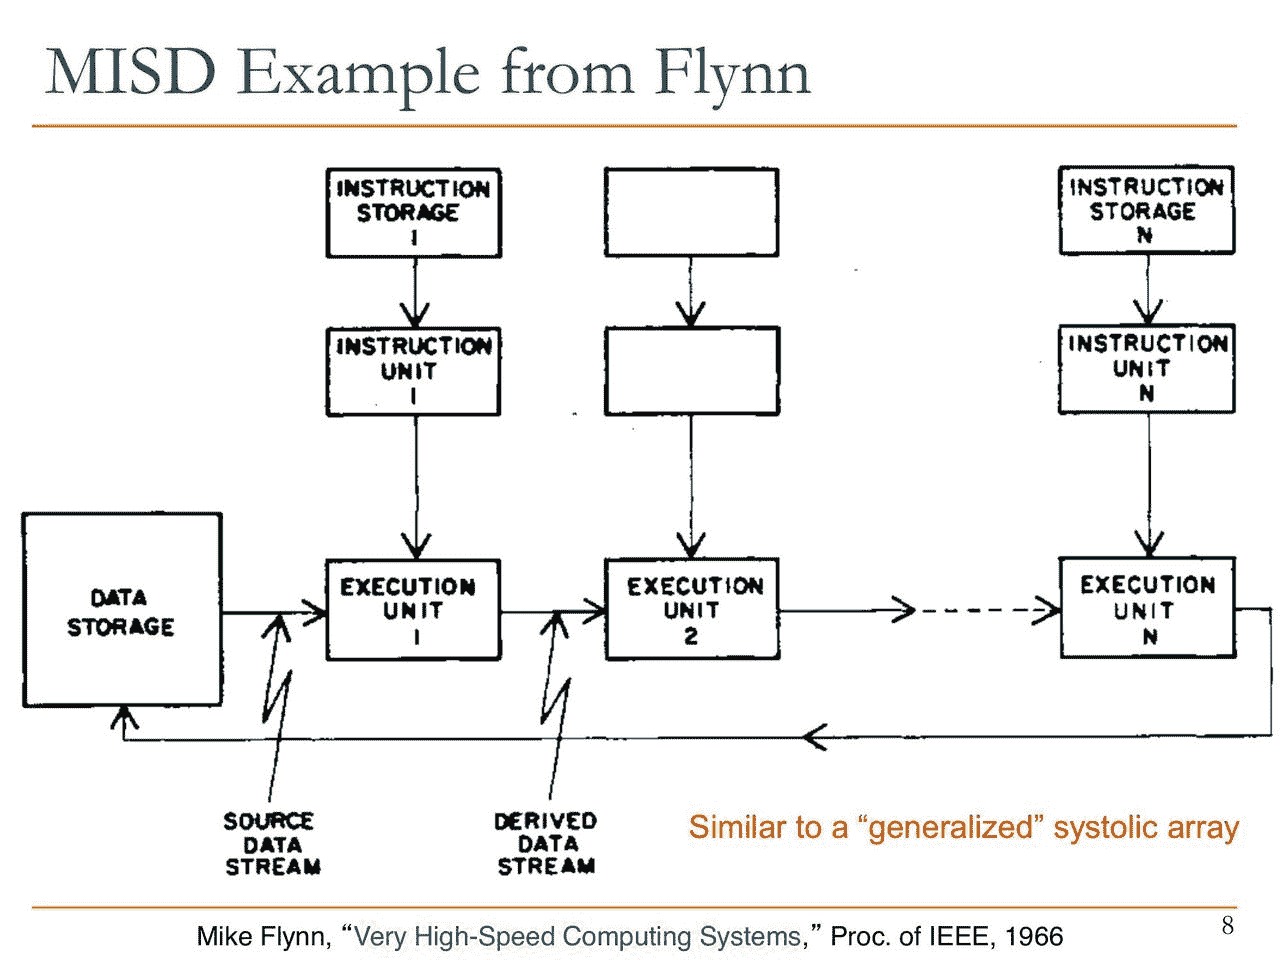 MISD Example from Flynn
INSTRUCTION
STORAGE
1
INSTRUCTION
STORAGE
N
INSTRUCTION
UNIT
1
INSTRUCTION
UNIT
N
DATA
STORAGE
EXECUTION
UNIT
1
EXECUTION
UNIT
2
EXECUTION
UNIT
N
SOURCE
DATA
STREAM
DERIVED
DATA
STREAM
Similar to a “generalized” systolic array
Mike Flynn, “Very High-Speed Computing Systems,” Proc. of IEEE, 1966
8